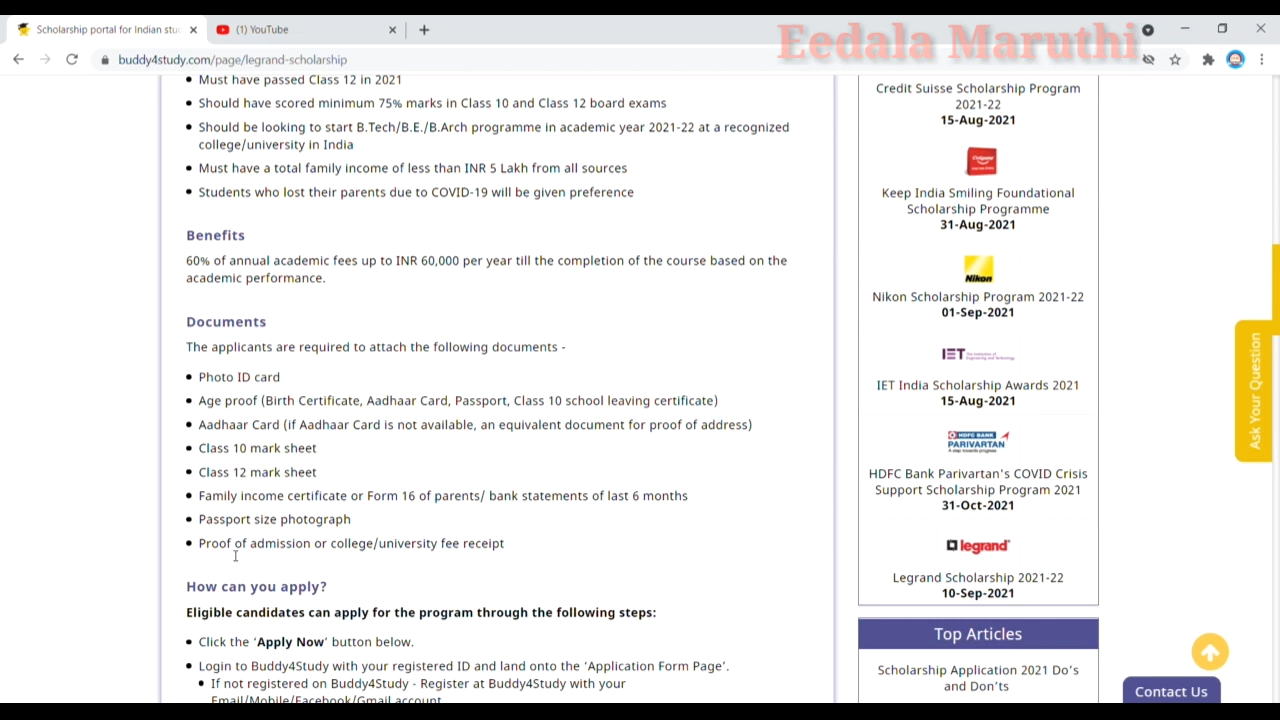 Scholarship portal for Indian stu
(1) YouTube
Eedala Maruthi
buddy4study.com/page/legrand-scholarship
Must have passed Class 12 in 2021
Should have scored minimum 75% marks in Class 10 and Class 12 board exams
Should be looking to start B.Tech/B.E./B.Arch programme in academic year 2021-22 at a recognized
college/university in India
Must have a total family income of less than INR 5 Lakh from all sources
Students who lost their parents due to COVID-19 will be given preference
Benefits
60% of annual academic fees up to INR 60,000 per year till the completion of the course based on the
academic performance.
Documents
The applicants are required to attach the following documents -
Photo ID card
Age proof (Birth Certificate, Aadhaar Card, Passport, Class 10 school leaving certificate)
Aadhaar Card (if Aadhaar Card is not available, an equivalent document for proof of address)
Class 10 mark sheet
Class 12 mark sheet
Family income certificate or Form 16 of parents/ bank statements of last 6 months
Passport size photograph
Proof of admission or college/university fee receipt
How can you apply?
Eligible candidates can apply for the program through the following steps:
Click the ‘Apply Now’ button below.
Login to Buddy4Study with your registered ID and land onto the ‘Application Form Page’.
If not registered on Buddy4Study - Register at Buddy4Study with your
Email/Mobile/Facebook/Gmail account.
Credit Suisse Scholarship Program
2021-22
15-Aug-2021
Colgate
Keep India Smiling Foundational
Scholarship Programme
31-Aug-2021
Nikon
Nikon Scholarship Program 2021-22
01-Sep-2021
IET The Institution of
Engineering and Technology
IET India Scholarship Awards 2021
15-Aug-2021
HDFC BANK
PARIVARTAN
A step towards progress
HDFC Bank Parivartan's COVID Crisis
Support Scholarship Program 2021
31-Oct-2021
legrand
Legrand Scholarship 2021-22
10-Sep-2021
Top Articles
Scholarship Application 2021 Do’s
and Don’ts
Ask Your Question
Contact Us